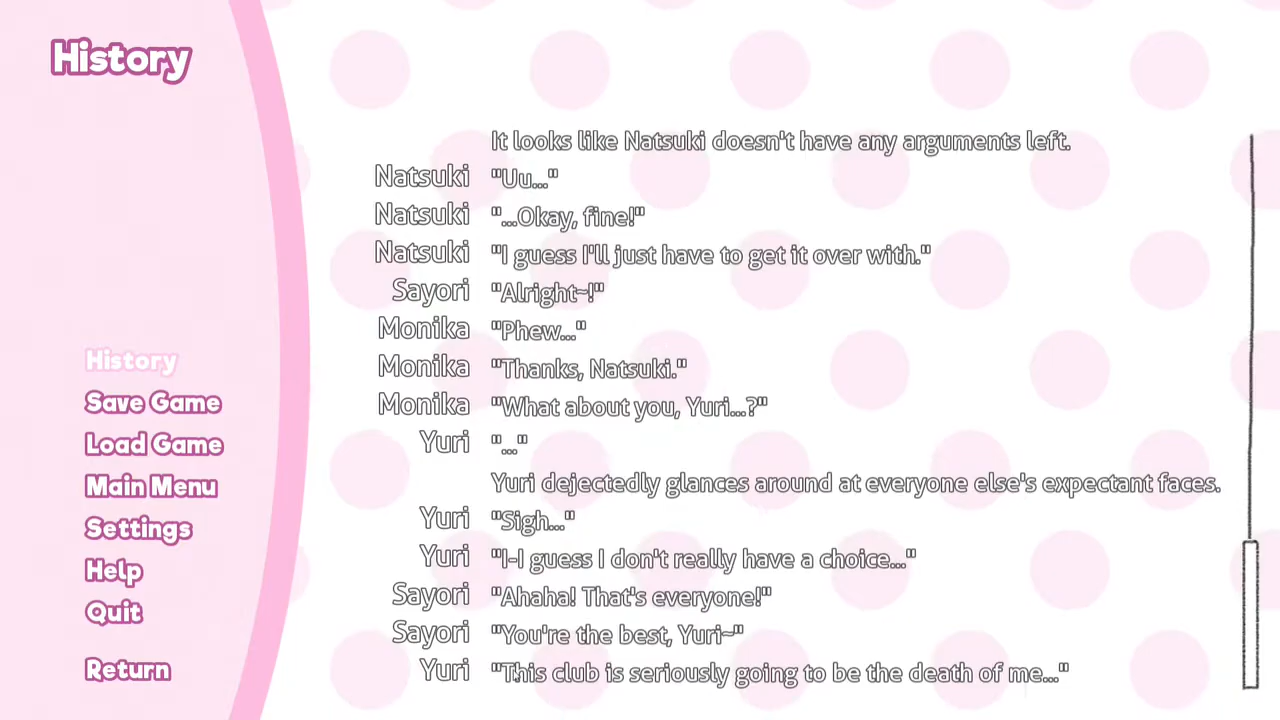 History
It looks like Natsuki doesn't have any arguments left.
Natsuki "Uu..."
Natsuki "...Okay, fine!"
Natsuki "I guess I'll just have to get it over with."
Sayori "Alright~!"
Monika "Phew..."
Monika "Thanks, Natsuki."
Monika "What about you, Yuri...?"
Yuri "..."
Yuri dejectedly glances around at everyone else's expectant faces.
Yuri "Sigh..."
Yuri "I-I guess I don't really have a choice..."
Sayori "Ahaha! That's everyone!"
Sayori "You're the best, Yuri~"
Yuri "This club is seriously going to be the death of me..."
History
Save Game
Load Game
Main Menu
Settings
Help
Quit
Return